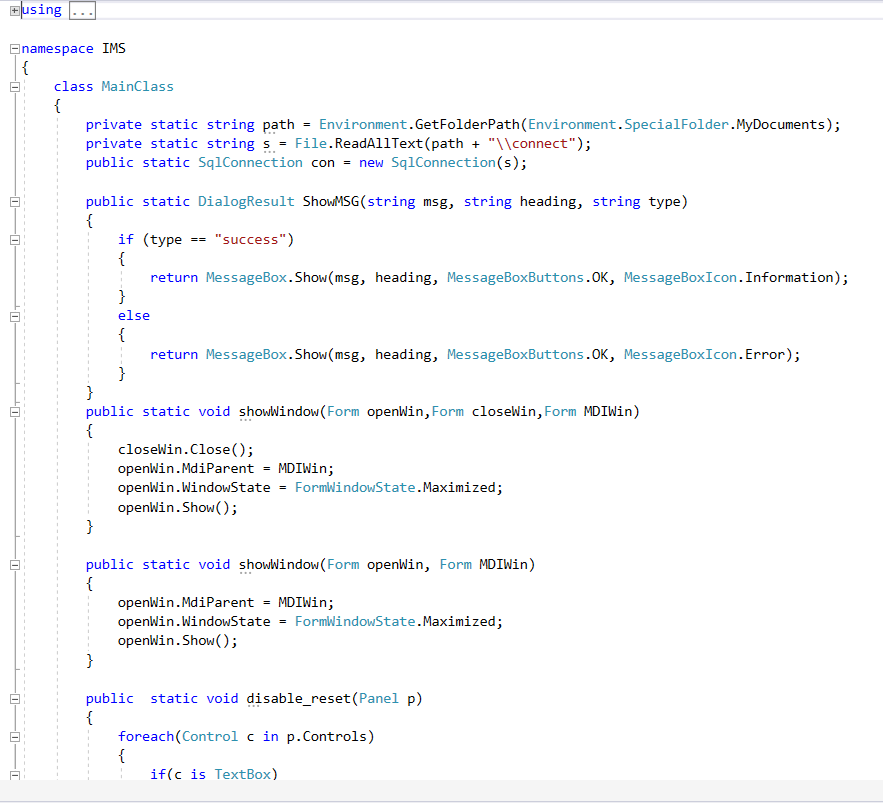 using ...
namespace IMS
{
    class MainClass
    {
        private static string path = Environment.GetFolderPath(Environment.SpecialFolder.MyDocuments);
        private static string s = File.ReadAllText(path + "\\connect");
        public static SqlConnection con = new SqlConnection(s);

        public static DialogResult ShowMSG(string msg, string heading, string type)
        {
            if (type == "success")
            {
                return MessageBox.Show(msg, heading, MessageBoxButtons.OK, MessageBoxIcon.Information);
            }
            else
            {
                return MessageBox.Show(msg, heading, MessageBoxButtons.OK, MessageBoxIcon.Error);
            }
        }
        public static void showWindow(Form openWin,Form closeWin,Form MDIWin)
        {
            closeWin.Close();
            openWin.MdiParent = MDIWin;
            openWin.WindowState = FormWindowState.Maximized;
            openWin.Show();
        }

        public static void showWindow(Form openWin, Form MDIWin)
        {
            openWin.MdiParent = MDIWin;
            openWin.WindowState = FormWindowState.Maximized;
            openWin.Show();
        }

        public  static void disable_reset(Panel p)
        {
            foreach(Control c in p.Controls)
            {
                if(c is TextBox)